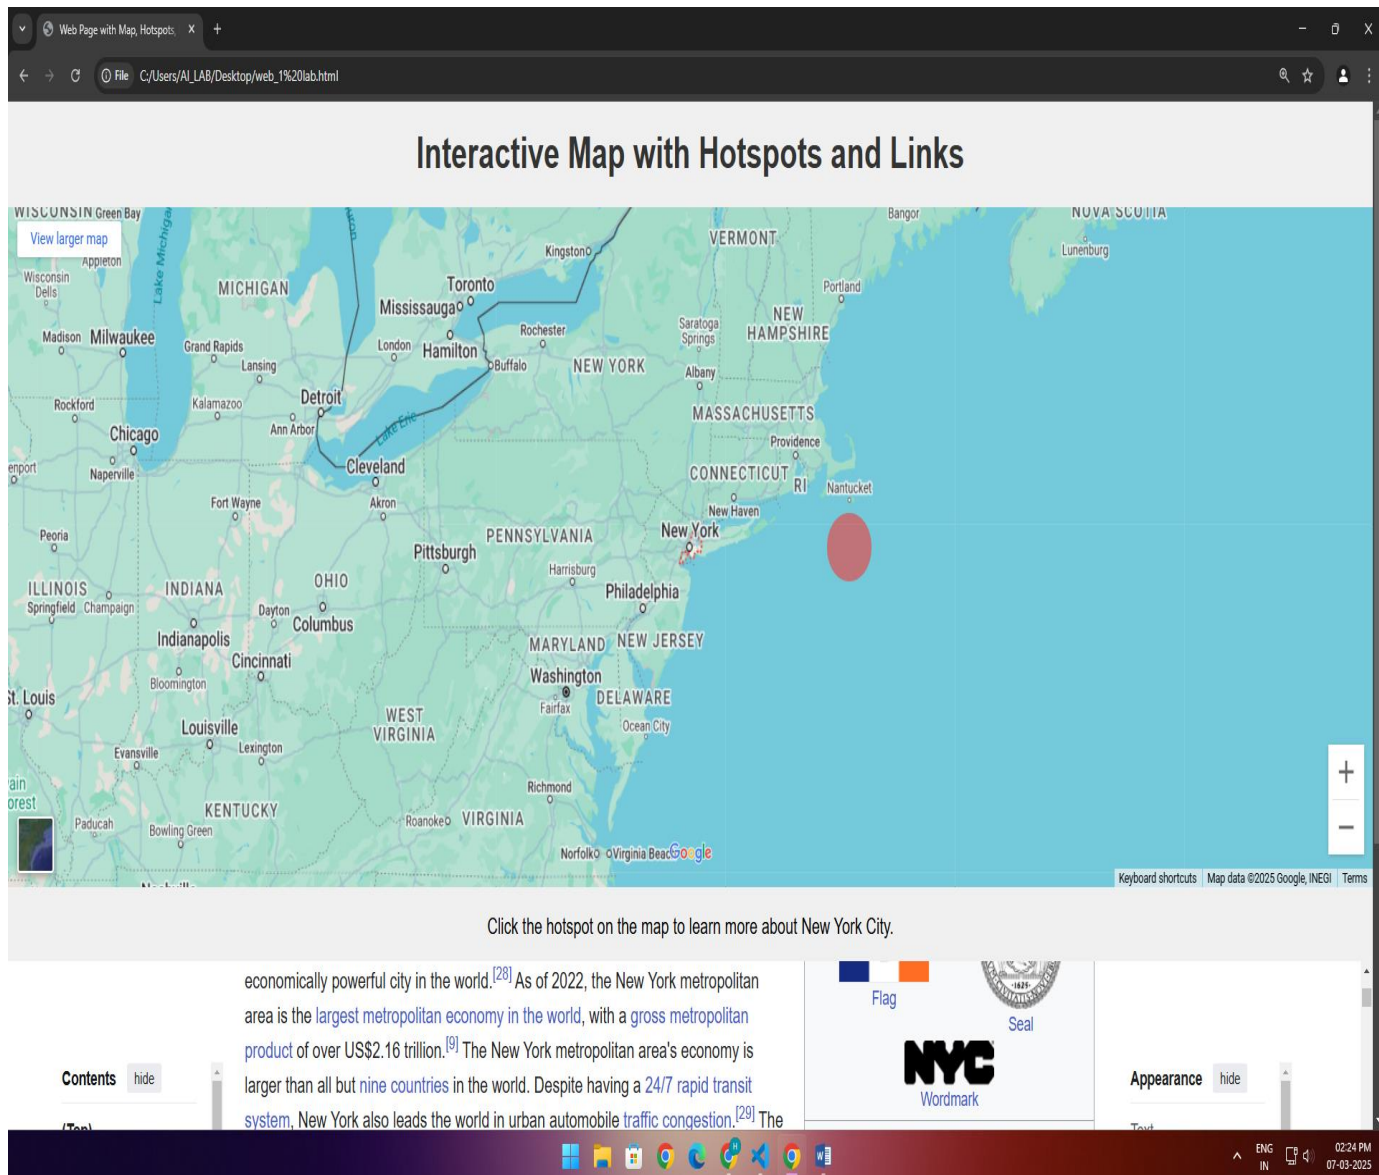 Web Page with Map, Hotspots,
File C:/Users/AI_LAB/Desktop/web_1%20lab.html
Interactive Map with Hotspots and Links
WISCONSIN Green Bay
Bangor
NOVA SCOTIA
View larger map
Lake Michigan
Kingston
VERMONT
Lunenburg
Appleton
Wisconsin Dells
MICHIGAN
Toronto
Portland
Mississauga
NEW HAMPSHIRE
Madison
Milwaukee
Grand Rapids
London
Hamilton
Rochester
Saratoga Springs
Lansing
Buffalo
NEW YORK
Albany
Rockford
Kalamazoo
Detroit
MASSACHUSETTS
Chicago
Ann Arbor
Lake Erie
Providence
enport
Naperville
Cleveland
CONNECTICUT
RI
Nantucket
Fort Wayne
Akron
New Haven
Peoria
PENNSYLVANIA
New York
Pittsburgh
Harrisburg
ILLINOIS
INDIANA
OHIO
Philadelphia
Springfield
Champaign
Dayton
Columbus
Indianapolis
MARYLAND
NEW JERSEY
Cincinnati
Bloomington
Washington
St. Louis
Fairfax
DELAWARE
Louisville
WEST VIRGINIA
Ocean City
Evansville
Lexington
ain
orest
KENTUCKY
Richmond
Paducah
Bowling Green
Roanoke
VIRGINIA
Norfolk
Virginia Beac
Google
Keyboard shortcuts Map data ©2025 Google, INEGI Terms
Click the hotspot on the map to learn more about New York City.
economically powerful city in the world.[28] As of 2022, the New York metropolitan
area is the largest metropolitan economy in the world, with a gross metropolitan
product of over US$2.16 trillion.[9] The New York metropolitan area's economy is
larger than all but nine countries in the world. Despite having a 24/7 rapid transit
system, New York also leads the world in urban automobile traffic congestion.[29] The
Flag
·1625·
Seal
NYC
Wordmark
Contents hide
(Top)
Appearance hide
Text
ENG
IN
02:24 PM
07-03-2025